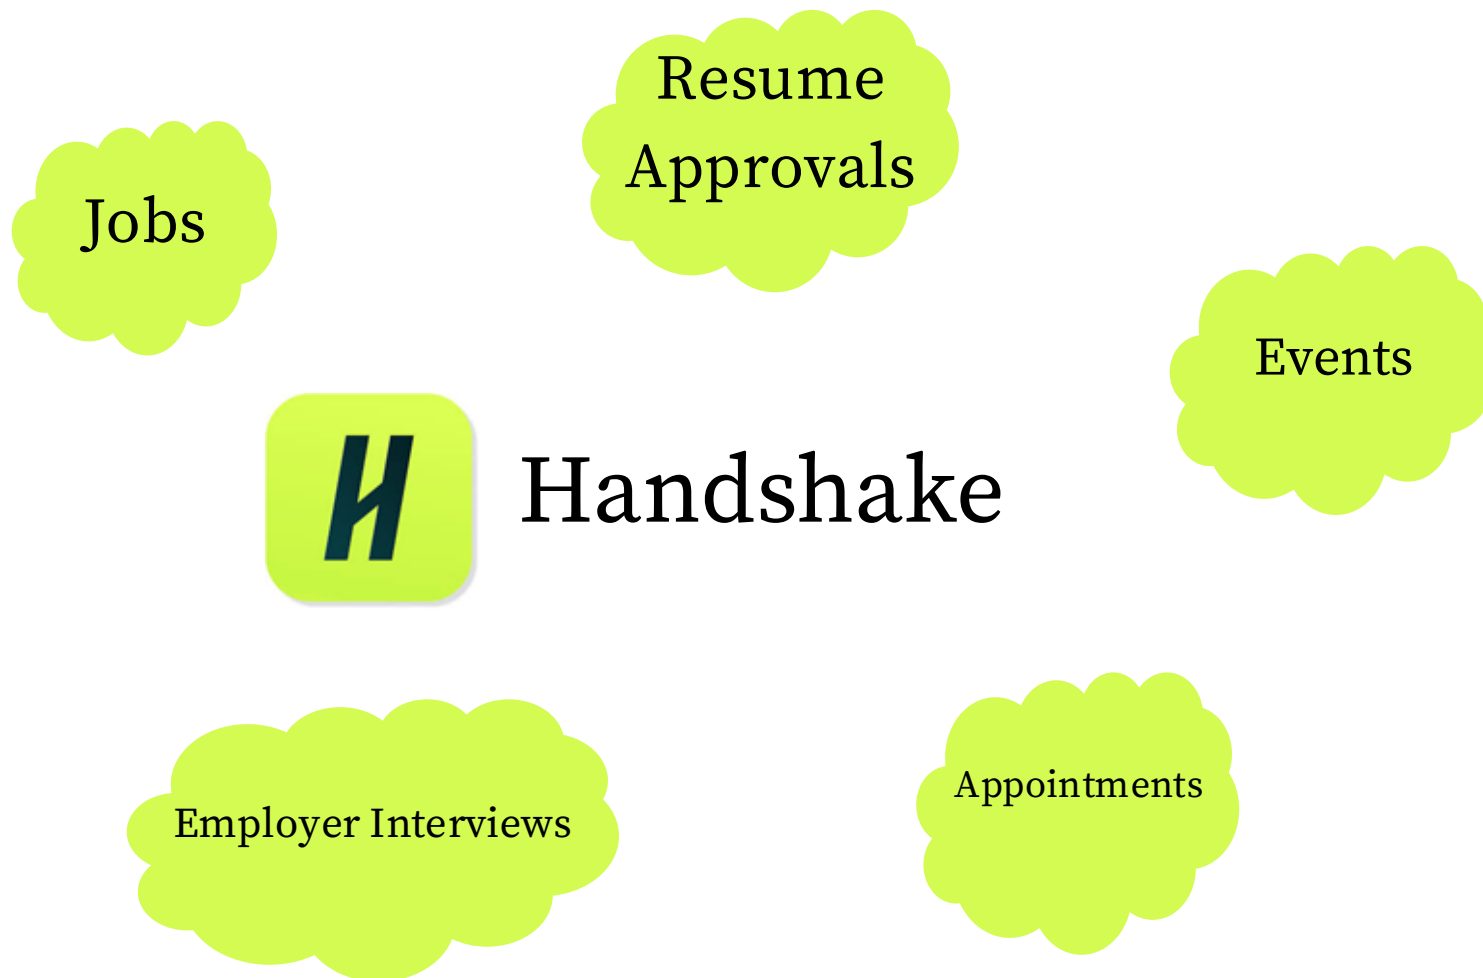 Resume
Approvals
Jobs
Events
H
Handshake
Appointments
Employer Interviews